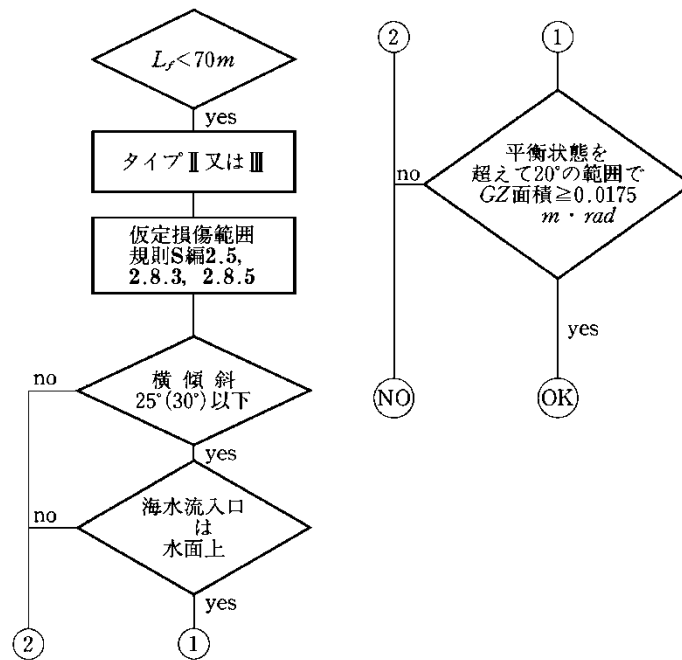 L_f<70m
yes
タイプⅡ又はⅢ
仮定損傷範囲
規則S編2.5,
2.8.3, 2.8.5
no
横 傾 斜
25°(30°)以下
yes
no
海水流入口
は
水面上
yes
2
1
2
1
no
平衡状態を
超えて20°の範囲で
GZ面積≧0.0175
m・rad
yes
NO
OK